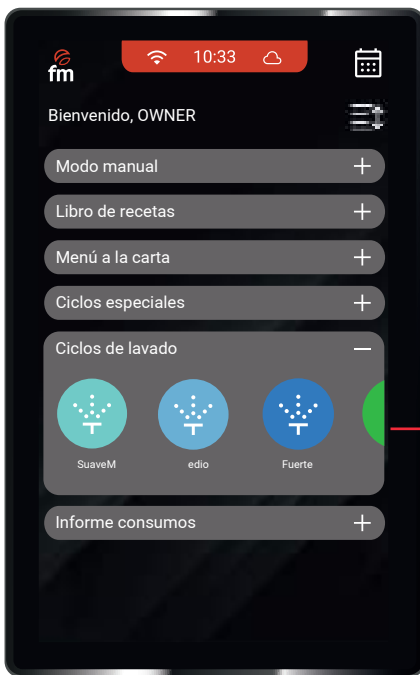 fm
10:33
Bienvenido, OWNER
Modo manual
Libro de recetas
Menú a la carta
Ciclos especiales
Ciclos de lavado
SuaveM edio Fuerte
Informe consumos